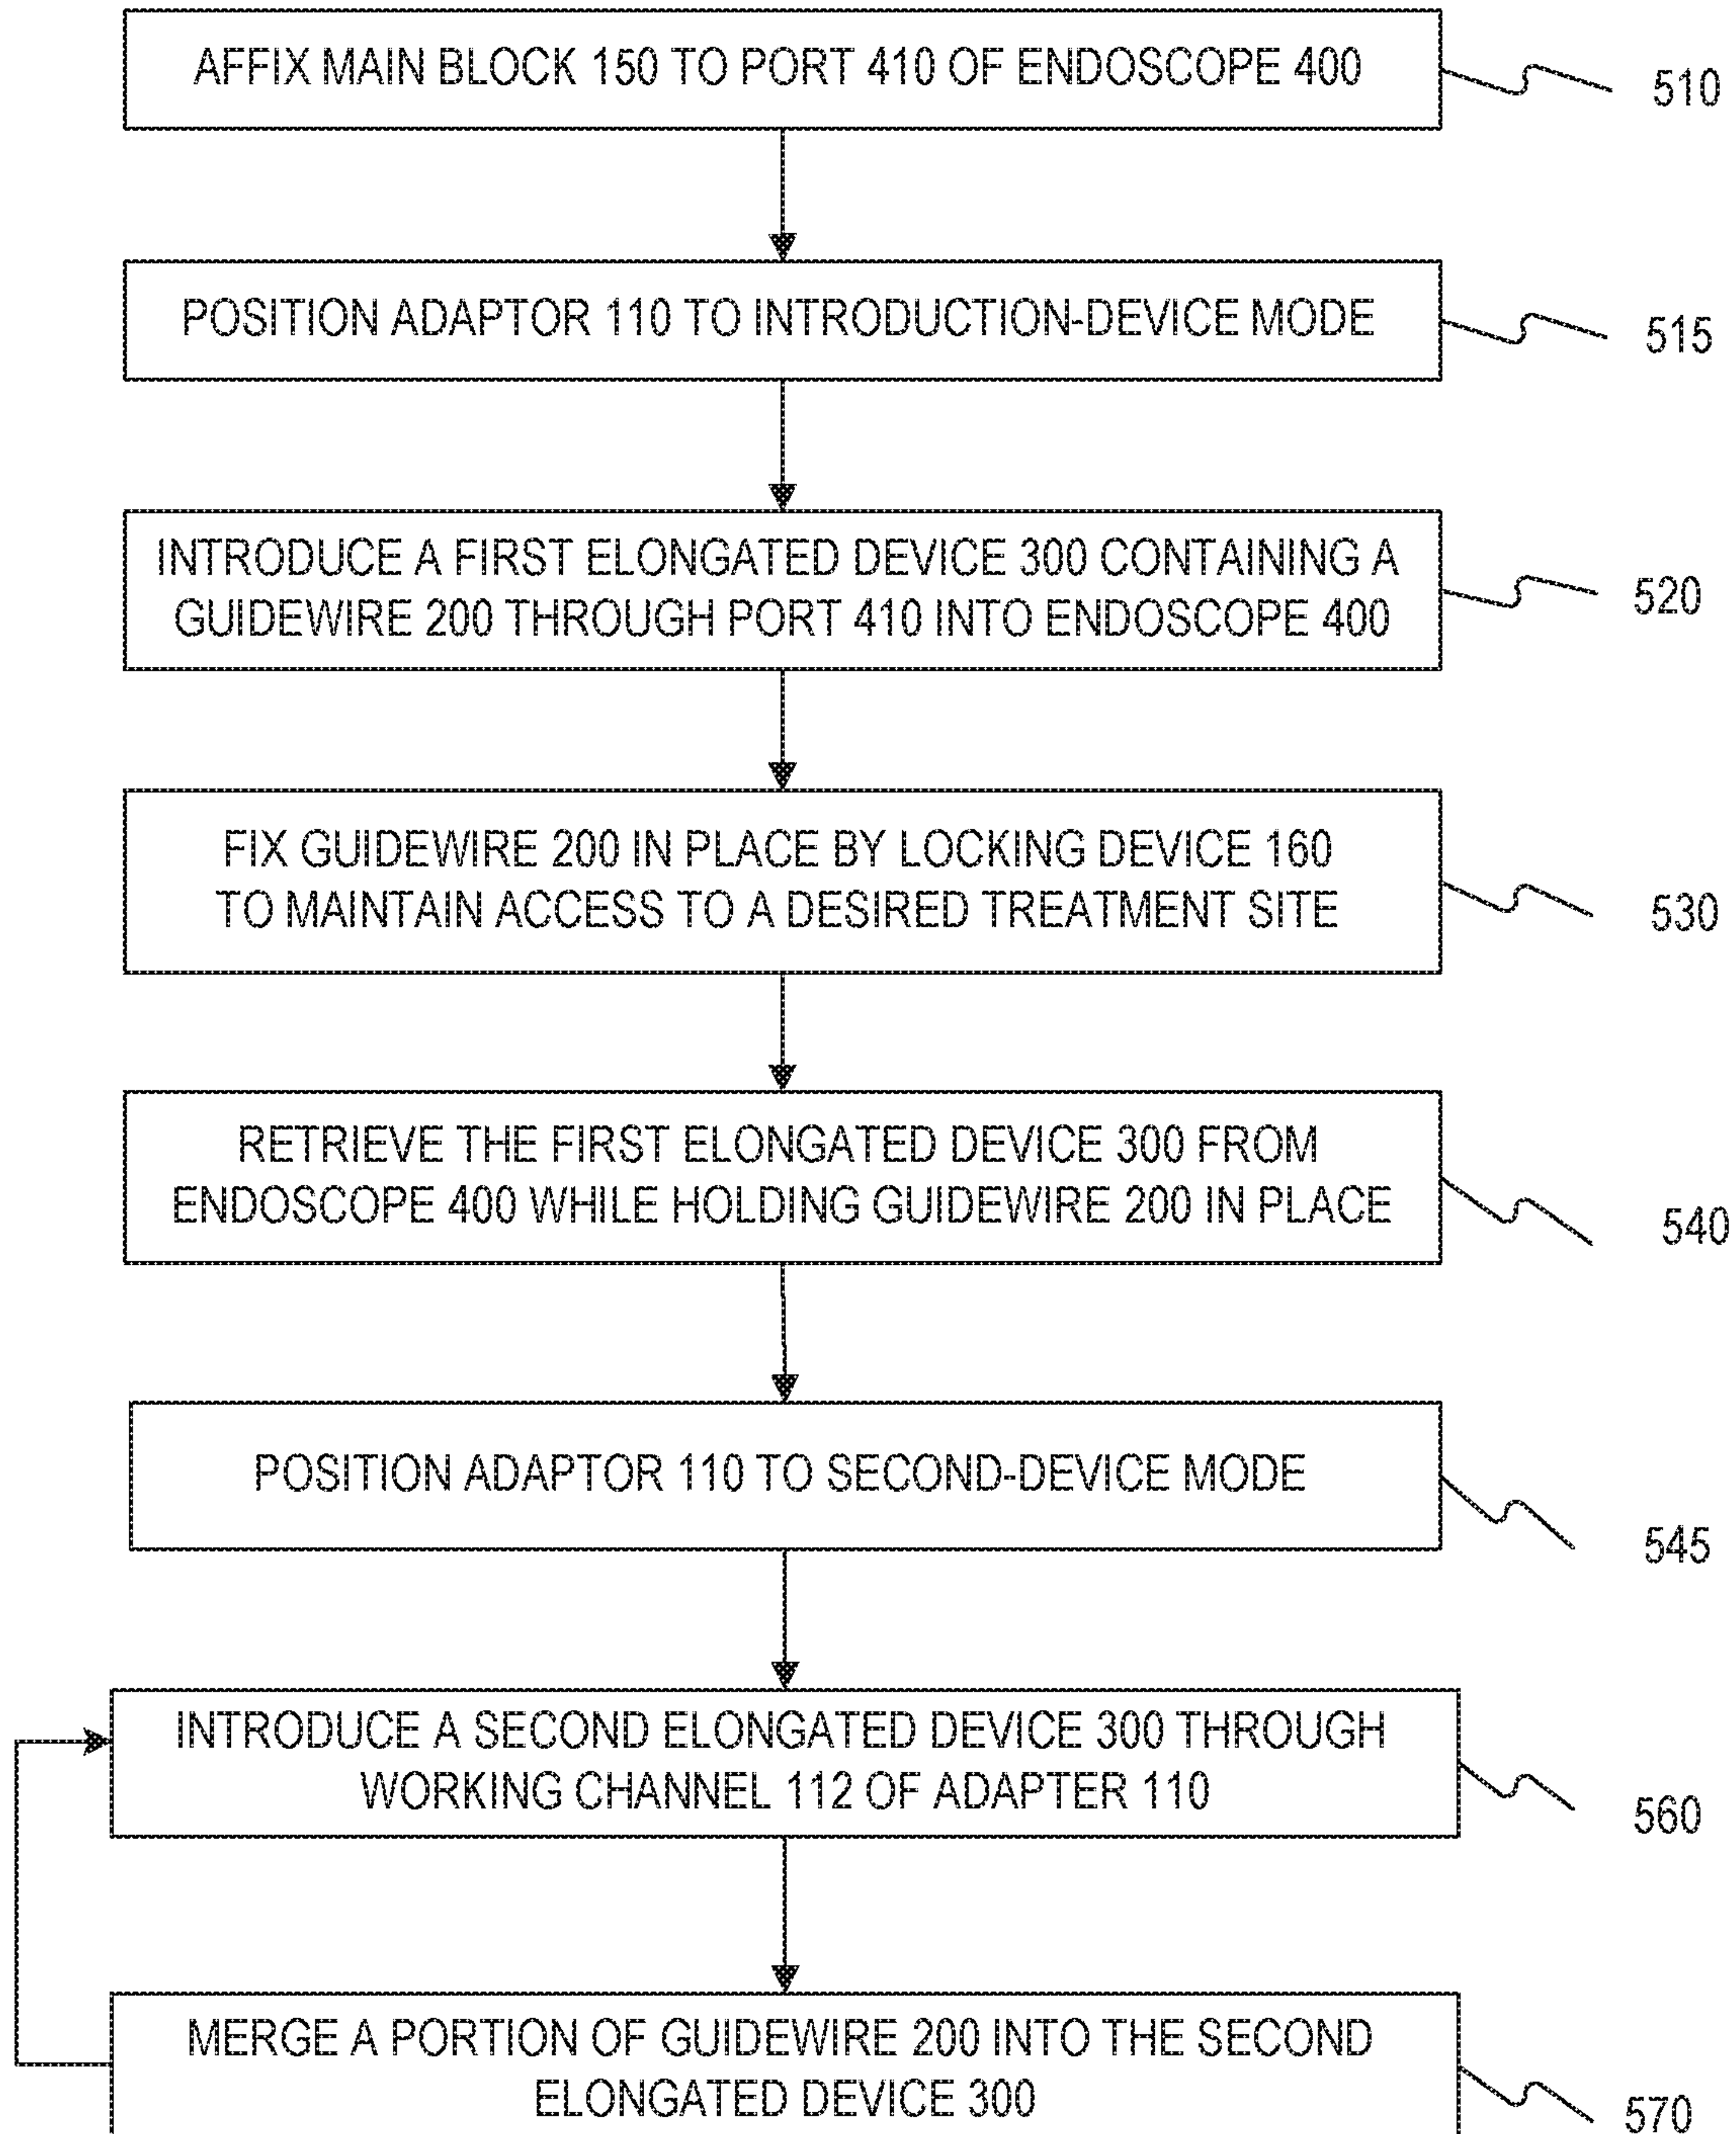 AFFIX MAIN BLOCK 150 TO PORT 410 OF ENDOSCOPE 400
510
POSITION ADAPTOR 110 TO INTRODUCTION-DEVICE MODE
515
INTRODUCE A FIRST ELONGATED DEVICE 300 CONTAINING A
GUIDEWIRE 200 THROUGH PORT 410 INTO ENDOSCOPE 400
520
FIX GUIDEWIRE 200 IN PLACE BY LOCKING DEVICE 160
TO MAINTAIN ACCESS TO A DESIRED TREATMENT SITE
530
RETRIEVE THE FIRST ELONGATED DEVICE 300 FROM
ENDOSCOPE 400 WHILE HOLDING GUIDEWIRE 200 IN PLACE
540
POSITION ADAPTOR 110 TO SECOND-DEVICE MODE
545
INTRODUCE A SECOND ELONGATED DEVICE 300 THROUGH
WORKING CHANNEL 112 OF ADAPTER 110
560
MERGE A PORTION OF GUIDEWIRE 200 INTO THE SECOND
ELONGATED DEVICE 300
570